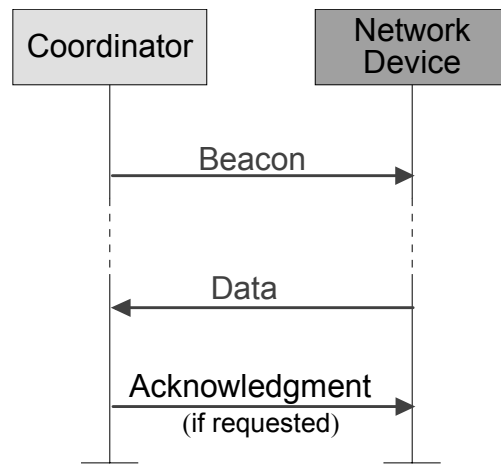 Coordinator
Network
Device
Beacon
Data
Acknowledgment
(if requested)